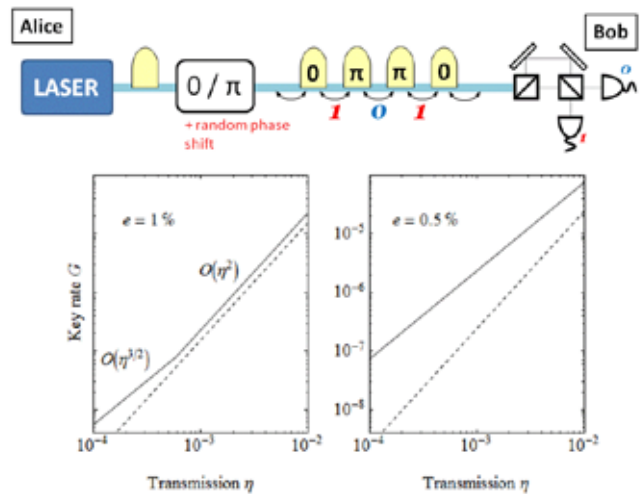 Alice
Bob
LASER
0 / π
0 π π 0
1 0 1
+ random phase
shift
0
1
e = 1 %
e = 0.5 %
O(η²)
O(η^{3/2})
Key rate G
10⁻⁵
10⁻⁶
10⁻⁷
10⁻⁸
10⁻⁴ 10⁻³ 10⁻²
10⁻⁴ 10⁻³ 10⁻²
Transmission η
Transmission η